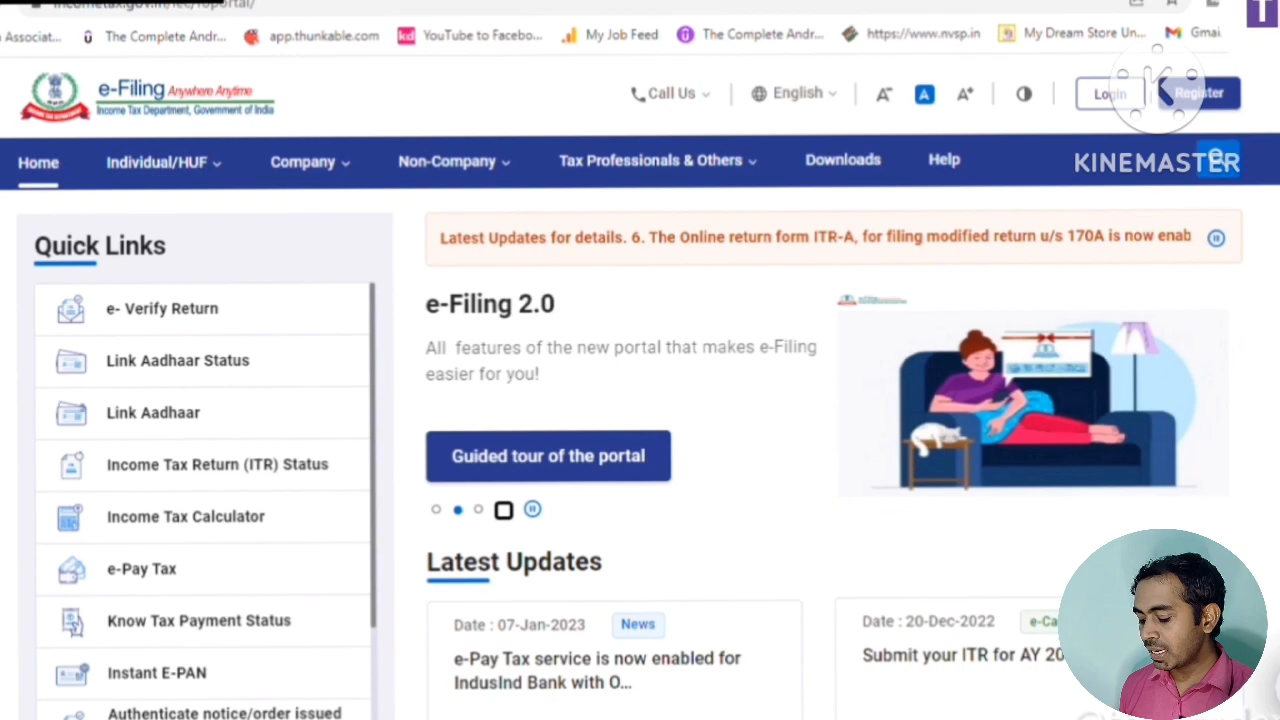 incometax.gov.in/iec/foportal/
Associat...
The Complete Andr...
app.thunkable.com
YouTube to Facebo...
My Job Feed
The Complete Andr...
https://www.nvsp.in
My Dream Store Un...
Gmai
e-Filing Anywhere Anytime
Income Tax Department, Government of India
Call Us
English
A-
A
A+
Login
Register
Home
Individual/HUF
Company
Non-Company
Tax Professionals & Others
Downloads
Help
KINEMASTER
Quick Links
e- Verify Return
Link Aadhaar Status
Link Aadhaar
Income Tax Return (ITR) Status
Income Tax Calculator
e-Pay Tax
Know Tax Payment Status
Instant E-PAN
Authenticate notice/order issued
Latest Updates for details. 6. The Online return form ITR-A, for filing modified return u/s 170A is now enab
e-Filing 2.0
All features of the new portal that makes e-Filing
easier for you!
Guided tour of the portal
Latest Updates
Date : 07-Jan-2023
News
e-Pay Tax service is now enabled for
IndusInd Bank with O...
Date : 20-Dec-2022
e-Ca
Submit your ITR for AY 20